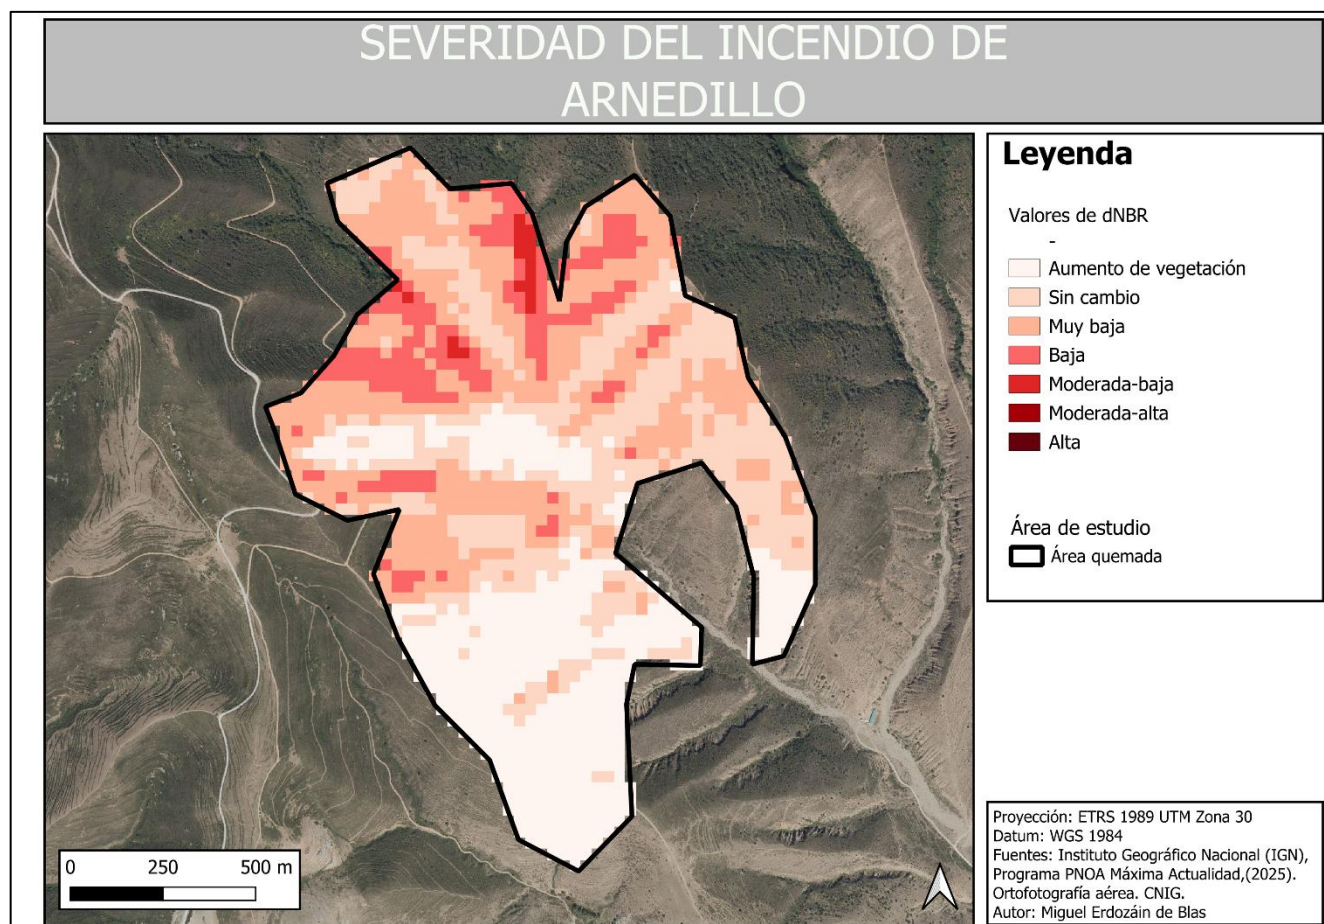 SEVERIDAD DEL INCENDIO DE
ARNEDILLO
Leyenda
Valores de dNBR
-
Aumento de vegetación
Sin cambio
Muy baja
Baja
Moderada-baja
Moderada-alta
Alta
Área de estudio
Área quemada
0 250 500 m
Proyección: ETRS 1989 UTM Zona 30
Datum: WGS 1984
Fuentes: Instituto Geográfico Nacional (IGN),
Programa PNOA Máxima Actualidad,(2025).
Ortofotografía aérea. CNIG.
Autor: Miguel Erdozáin de Blas